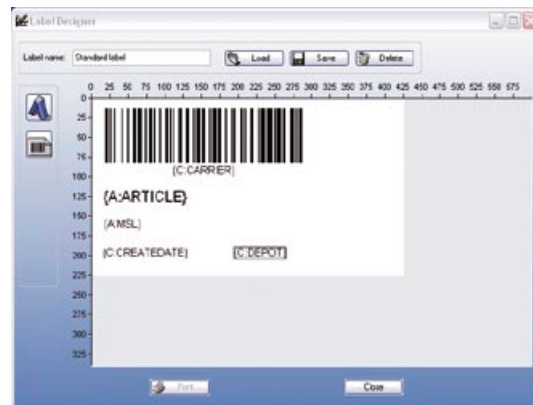 Label Designer
Label name: Standard label Load Save Delete
0 25 50 75 100 125 150 175 200 225 250 275 300 325 350 375 400 425 450 475 500 525 550 575
0
25
50
75
{C:CARRIER}
100
125 {A:ARTICLE}
150
{A:MSL}
175
200 {C:CREATEDATE} {C:DEPOT}
225
250
275
300
325
Print Close